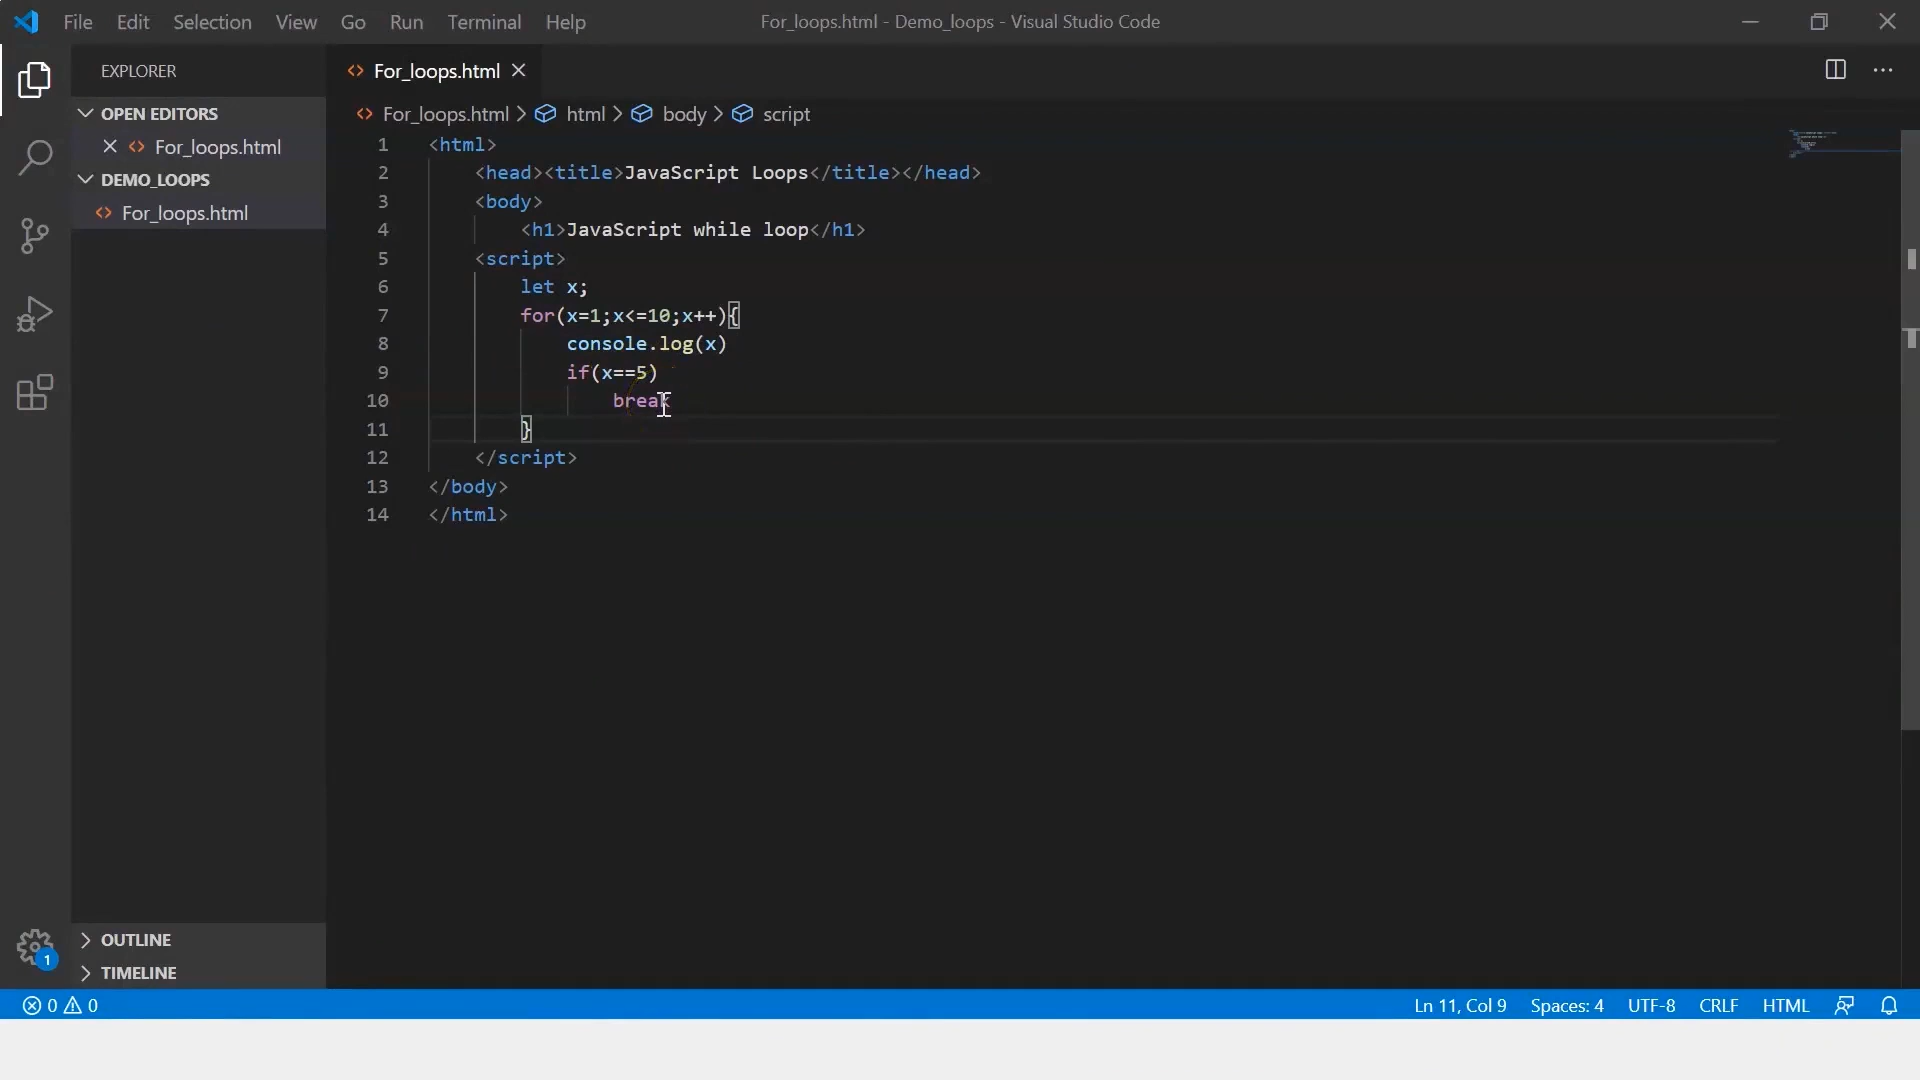 File Edit Selection View Go Run Terminal Help For_loops.html - Demo_loops - Visual Studio Code
EXPLORER
OPEN EDITORS
For_loops.html
DEMO_LOOPS
For_loops.html
OUTLINE
TIMELINE
For_loops.html
For_loops.html > html > body > script
1 <html>
2 <head><title>JavaScript Loops</title></head>
3 <body>
4 <h1>JavaScript while loop</h1>
5 <script>
6 let x;
7 for(x=1;x<=10;x++){
8 console.log(x)
9 if(x==5)
10 break
11 }
12 </script>
13 </body>
14 </html>
1
0 0 Ln 11, Col 9 Spaces: 4 UTF-8 CRLF HTML